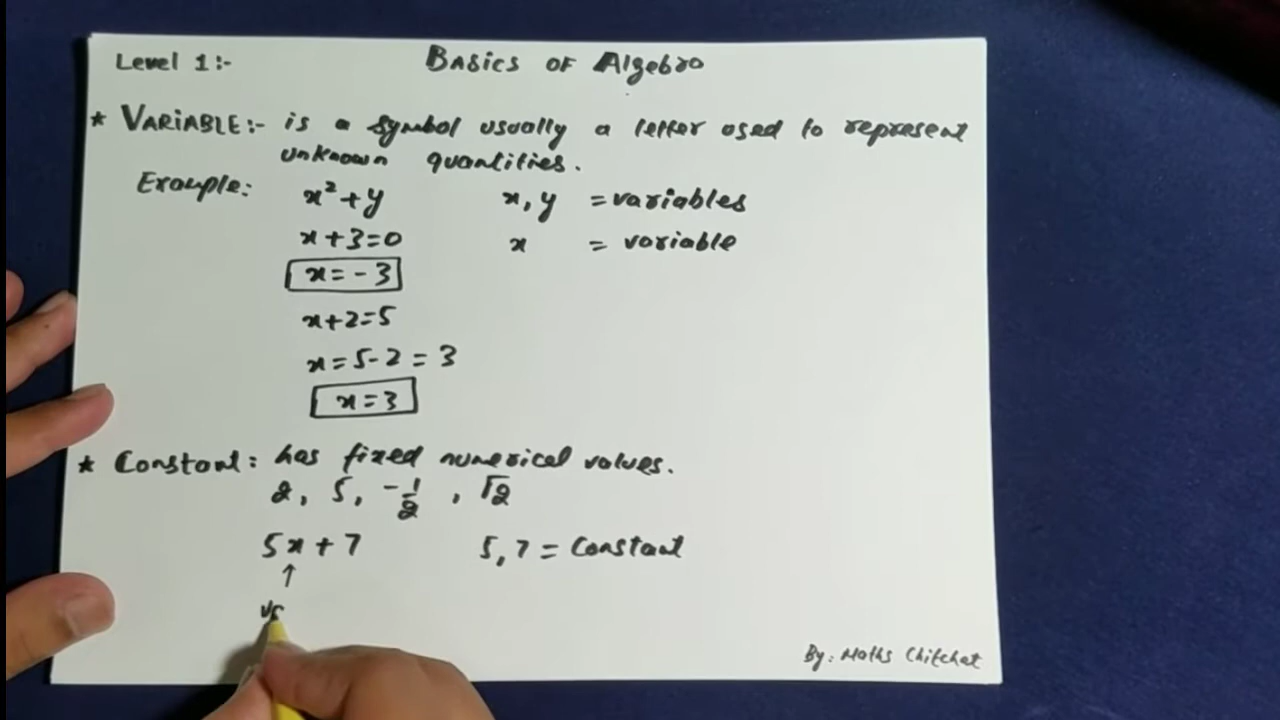 Level 1:-
BASICS OF Algebra
* VARIABLE:- is a symbol usually a letter used to represent
unknown quantities.
Example: x² + y x, y = variables
x + 3 = 0 x = variable
x = - 3
x + 2 = 5
x = 5 - 2 = 3
x = 3
* Constant: has fixed numerical values.
2, 5, -1/2, √2
5x + 7 5, 7 = Constant
↑
va
By: Maths Chitchat